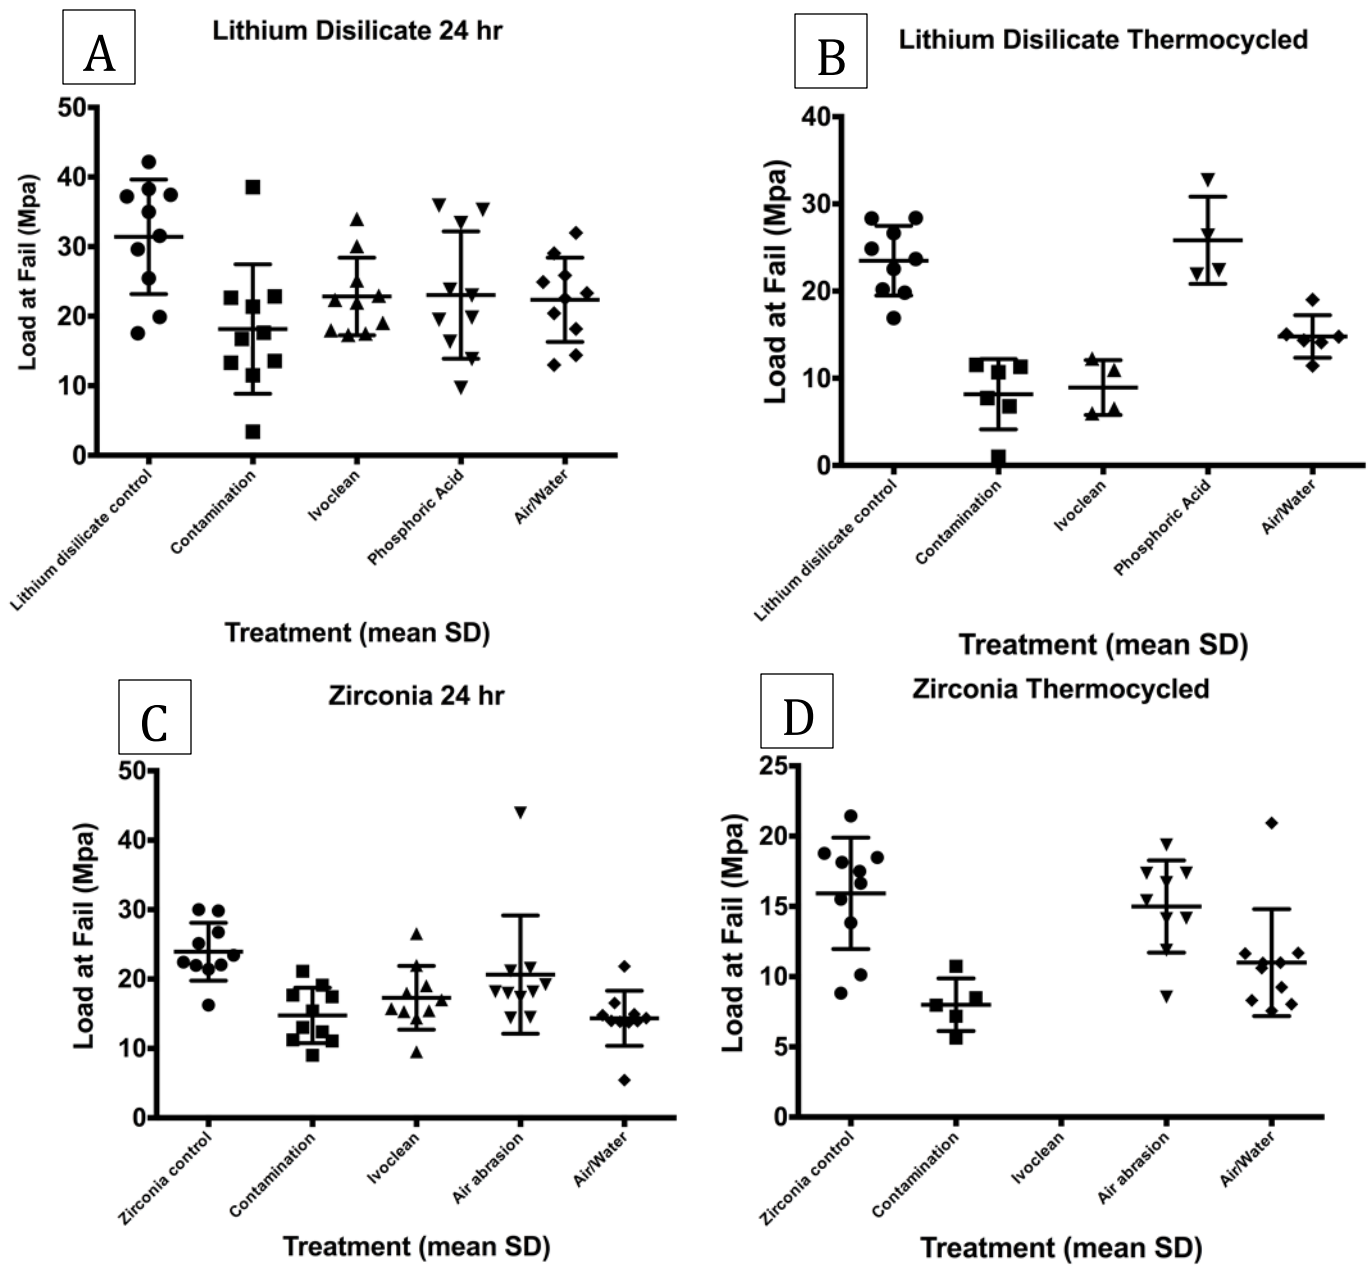 A
Lithium Disilicate 24 hr
50
40
30
20
10
0
Load at Fail (Mpa)
Lithium disilicate control
Contamination
Ivoclean
Phosphoric Acid
Air/Water
Treatment (mean SD)
B
Lithium Disilicate Thermocycled
40
30
20
10
0
Load at Fail (Mpa)
Lithium disilicate control
Contamination
Ivoclean
Phosphoric Acid
Air/Water
Treatment (mean SD)
C
Zirconia 24 hr
50
40
30
20
10
0
Load at Fail (Mpa)
Zirconia control
Contamination
Ivoclean
Air abrasion
Air/Water
Treatment (mean SD)
D
Zirconia Thermocycled
25
20
15
10
5
0
Load at Fail (Mpa)
Zirconia control
Contamination
Ivoclean
Air abrasion
Air/Water
Treatment (mean SD)